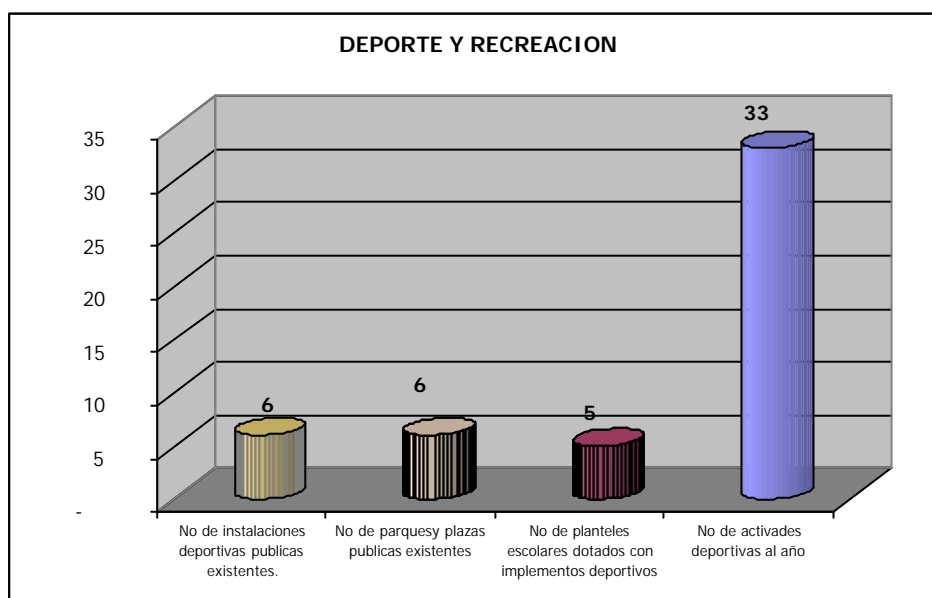 DEPORTE Y RECREACION
33
35
30
25
20
15
10
5
-
6
6
5
No de instalaciones
deportivas publicas
existentes.
No de parquesy plazas
publicas existentes
No de planteles
escolares dotados con
implementos deportivos
No de activades
deportivas al año